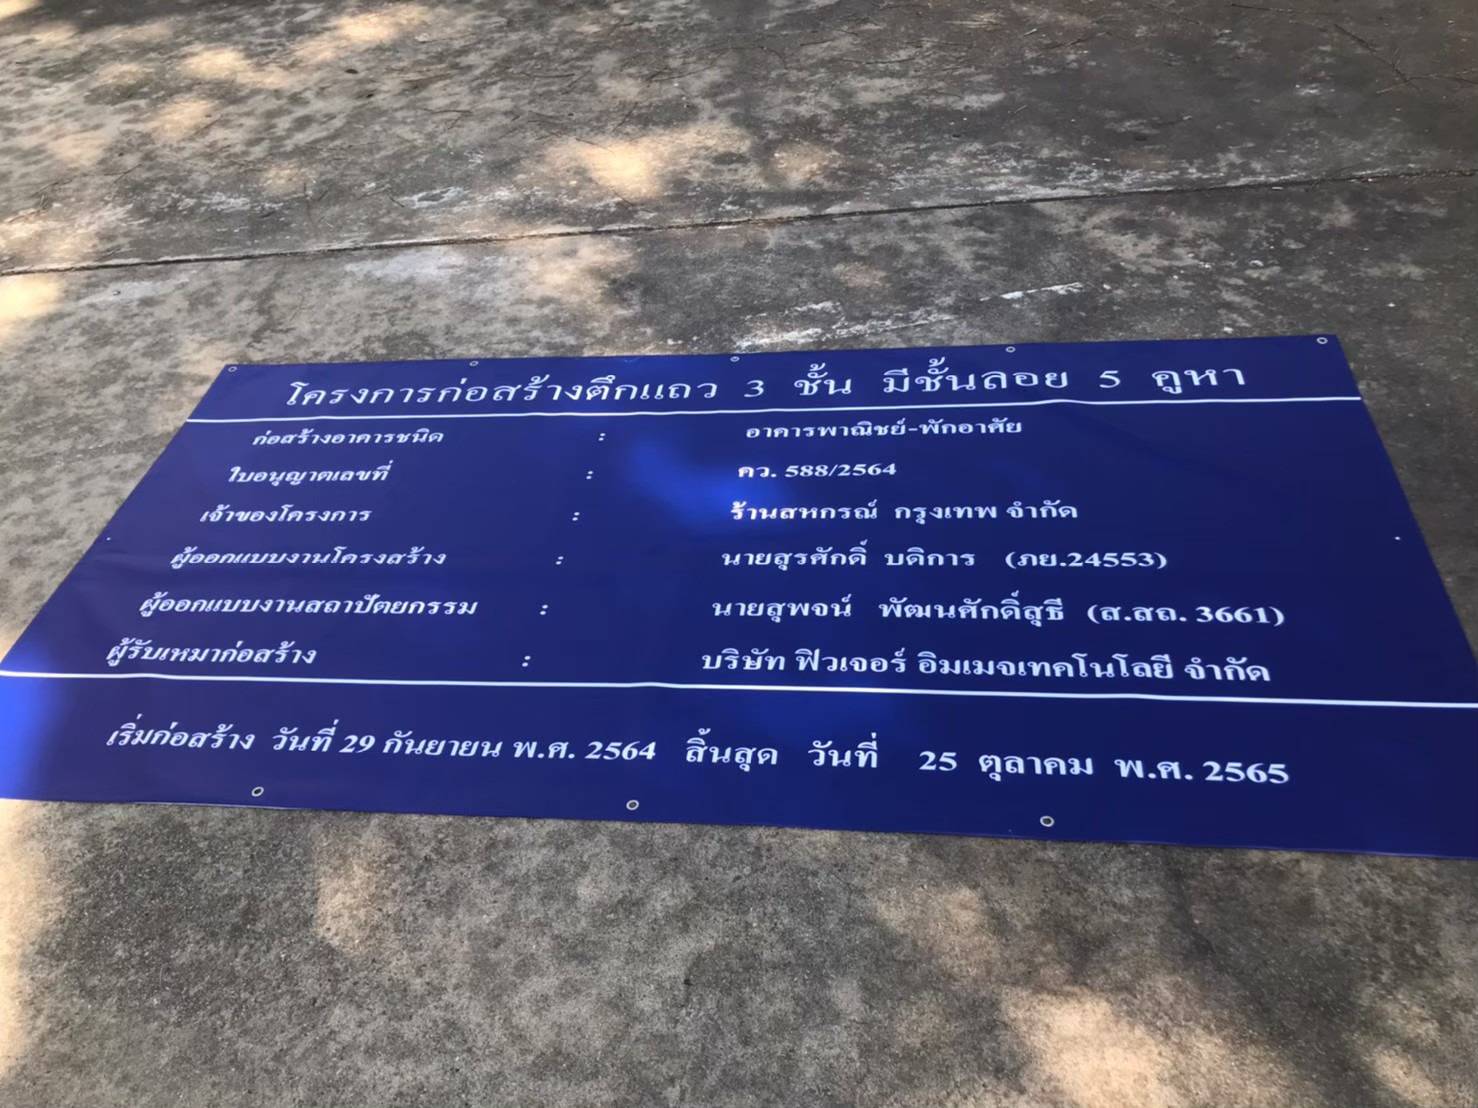 โครงการก่อสร้างตึกแถว 3 ชั้น มีชั้นลอย 5 คูหา
ก่อสร้างอาคารชนิด : อาคารพาณิชย์-พักอาศัย
ใบอนุญาตเลขที่ : คว. 588/2564
เจ้าของโครงการ : ร้านสหกรณ์ กรุงเทพ จำกัด
ผู้ออกแบบงานโครงสร้าง : นายสุรศักดิ์ บดิการ (ภย.24553)
ผู้ออกแบบงานสถาปัตยกรรม : นายสุพจน์ พัฒนศักดิ์สุธี (ส.สถ. 3661)
ผู้รับเหมาก่อสร้าง : บริษัท ฟิวเจอร์ อิมเมจเทคโนโลยี จำกัด
เริ่มก่อสร้าง วันที่ 29 กันยายน พ.ศ. 2564 สิ้นสุด วันที่ 25 ตุลาคม พ.ศ. 2565